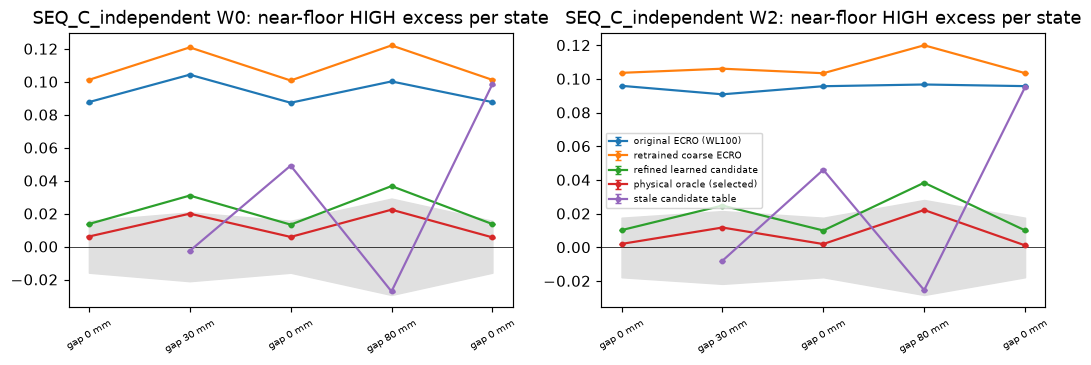 SEQ_C_independent W0: near-floor HIGH excess per state
0.12
0.10
0.08
0.06
0.04
0.02
0.00
−0.02
gap 0 mm
gap 30 mm
gap 0 mm
gap 80 mm
gap 0 mm
SEQ_C_independent W2: near-floor HIGH excess per state
0.12
0.10
0.08
0.06
0.04
0.02
0.00
−0.02
original ECRO (WL100)
retrained coarse ECRO
refined learned candidate
physical oracle (selected)
stale candidate table
gap 0 mm
gap 30 mm
gap 0 mm
gap 80 mm
gap 0 mm